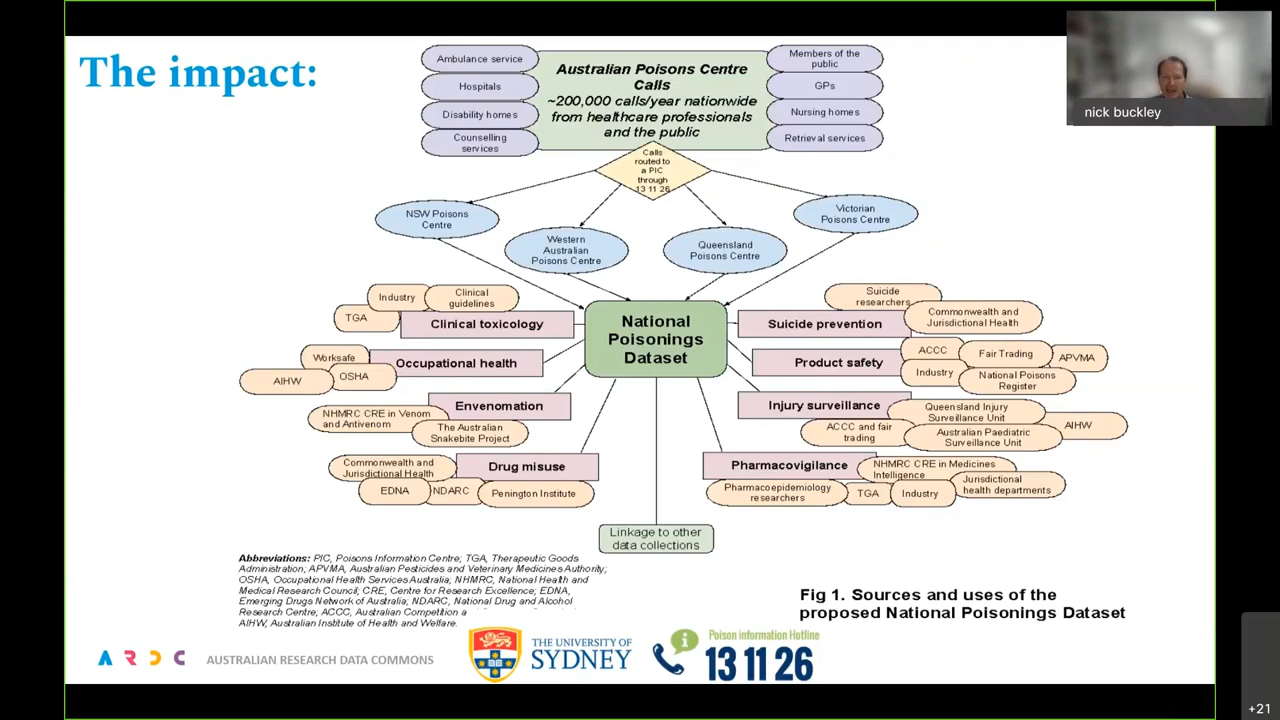 The impact:
nick buckley
Ambulance service
Hospitals
Disability homes
Counselling
services
Australian Poisons Centre
Calls
~200,000 calls/year nationwide
from healthcare professionals
and the public
Members of the
public
GPs
Nursing homes
Retrieval services
Calls
routed to
a PIC
through
13 11 26
NSW Poisons
Centre
Western
Australian
Poisons Centre
Queensland
Poisons Centre
Victorian
Poisons Centre
National
Poisonings
Dataset
Industry
Clinical
guidelines
TGA
Clinical toxicology
Worksafe
Occupational health
AIHW
OSHA
Envenomation
NHMRC CRE in Venom
and Antivenom
The Australian
Snakebite Project
Commonwealth and
Jurisdictional Health
Drug misuse
EDNA
NDARC
Penington Institute
Suicide
researchers
Suicide prevention
Commonwealth and
Jurisdictional Health
Product safety
ACCC
Fair Trading
APVMA
Industry
National Poisons
Register
Injury surveillance
Queensland Injury
Surveillance Unit
AIHW
ACCC and fair
trading
Australian Paediatric
Surveillance Unit
Pharmacovigilance
NHMRC CRE in Medicines
Intelligence
Jurisdictional
health departments
Pharmacoepidemiology
researchers
TGA
Industry
Linkage to other
data collections
Abbreviations: PIC, Poisons Information Centre; TGA, Therapeutic Goods
Administration; APVMA, Australian Pesticides and Veterinary Medicines Authority;
OSHA, Occupational Health Services Australia; NHMRC, National Health and
Medical Research Council; CRE, Centre for Research Excellence; EDNA,
Emerging Drugs Network of Australia; NDARC, National Drug and Alcohol
Research Centre; ACCC, Australian Competition a
AIHW, Australian Institute of Health and Welfare.
Fig 1. Sources and uses of the
proposed National Poisonings Dataset
ARDC AUSTRALIAN RESEARCH DATA COMMONS
THE UNIVERSITY OF
SYDNEY
Poison information Hotline
13 11 26
+21